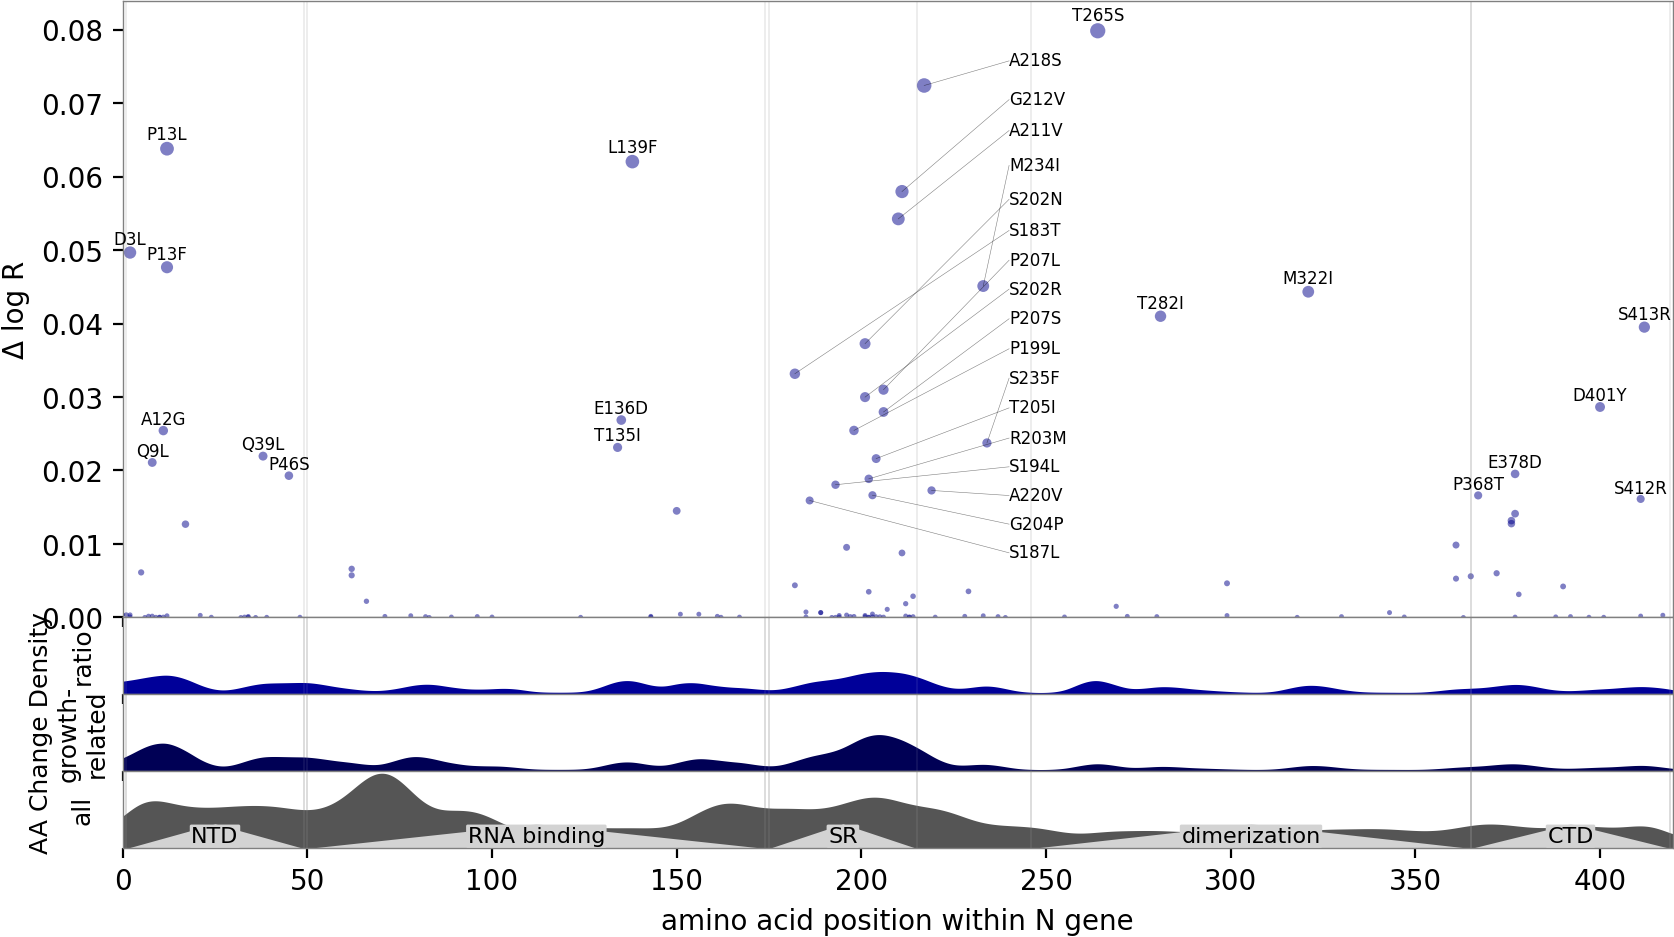 T265S
0.08
A218S
G212V
0.07
A211V
P13L
L139F
M234I
0.06
S202N
S183T
D3L
P13F
0.05
P207L
M322I
S202R
T282I
S413R
P207S
0.04
P199L
S235F
D401Y
0.03
T205I
E136D
A12G
T135I
R203M
Q39L
Q9L
P46S
S194L
E378D
0.02
P368T
S412R
A220V
G204P
0.01
S187L
0.00
Δ log R
AA Change Density
ratio
growth-
related
all
NTD
RNA binding
SR
dimerization
CTD
0 50 100 150 200 250 300 350 400
amino acid position within N gene